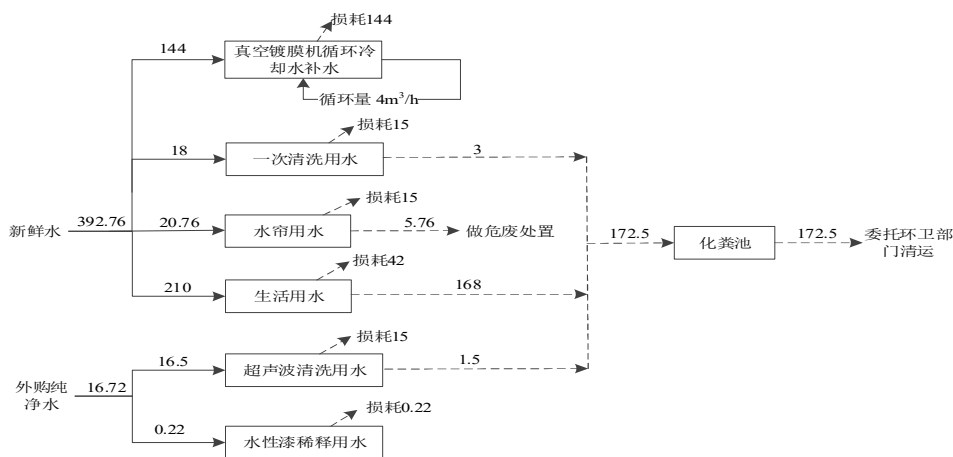 损耗144
144
真空镀膜机循环冷
却水补水
循环量 4m³/h
损耗15
18
一次清洗用水
3
损耗15
新鲜水
392.76
20.76
水帘用水
5.76
做危废处置
172.5
化粪池
172.5
委托环卫部
门清运
损耗42
210
生活用水
168
损耗15
16.5
超声波清洗用水
1.5
外购纯
净水
16.72
损耗0.22
0.22
水性漆稀释用水